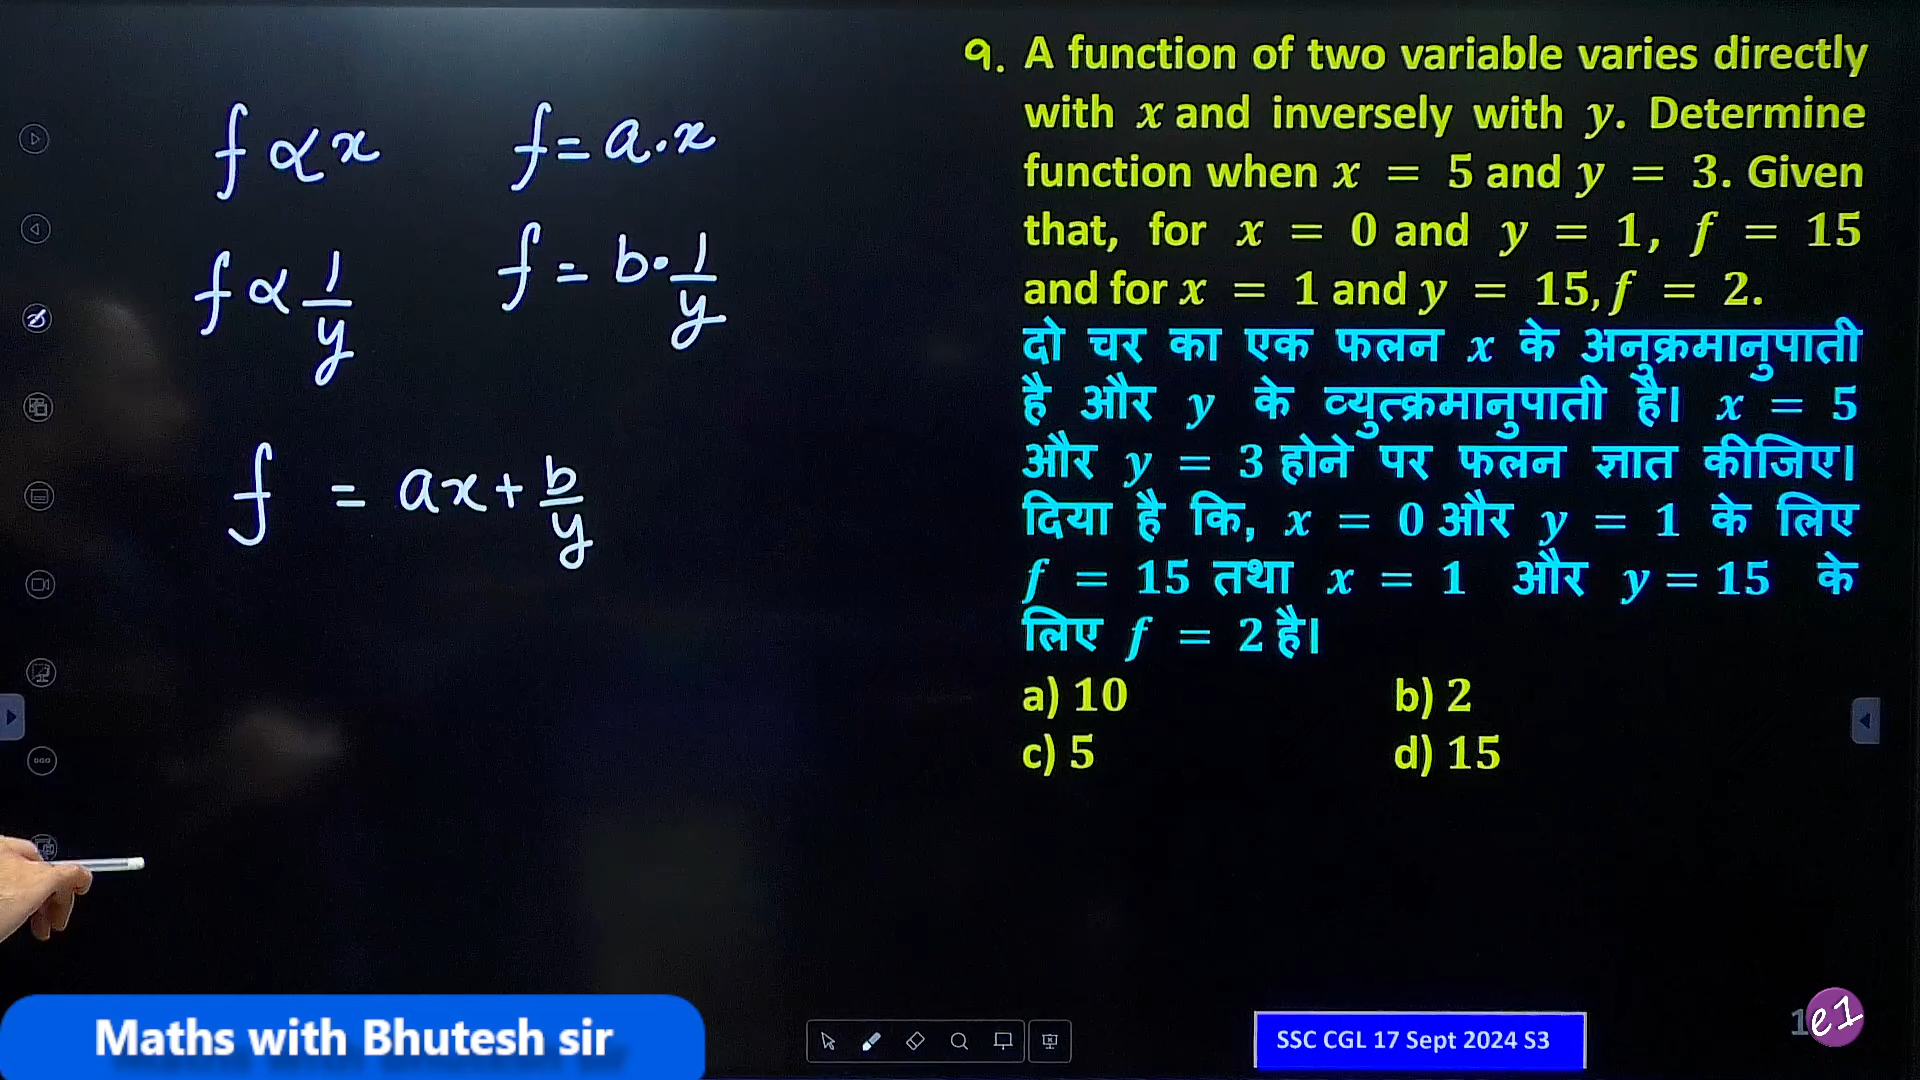 f ∝ x f = a·x
f ∝ 1/y f = b·1/y
f = ax + b/y
9. A function of two variable varies directly
with x and inversely with y. Determine
function when x = 5 and y = 3. Given
that, for x = 0 and y = 1, f = 15
and for x = 1 and y = 15, f = 2.
दो चर का एक फलन x के अनुक्रमानुपाती
है और y के व्युत्क्रमानुपाती है। x = 5
और y = 3 होने पर फलन ज्ञात कीजिए।
दिया है कि, x = 0 और y = 1 के लिए
f = 15 तथा x = 1 और y = 15 के
लिए f = 2 है।
a) 10 b) 2
c) 5 d) 15
Maths with Bhutesh sir
SSC CGL 17 Sept 2024 S3
e1